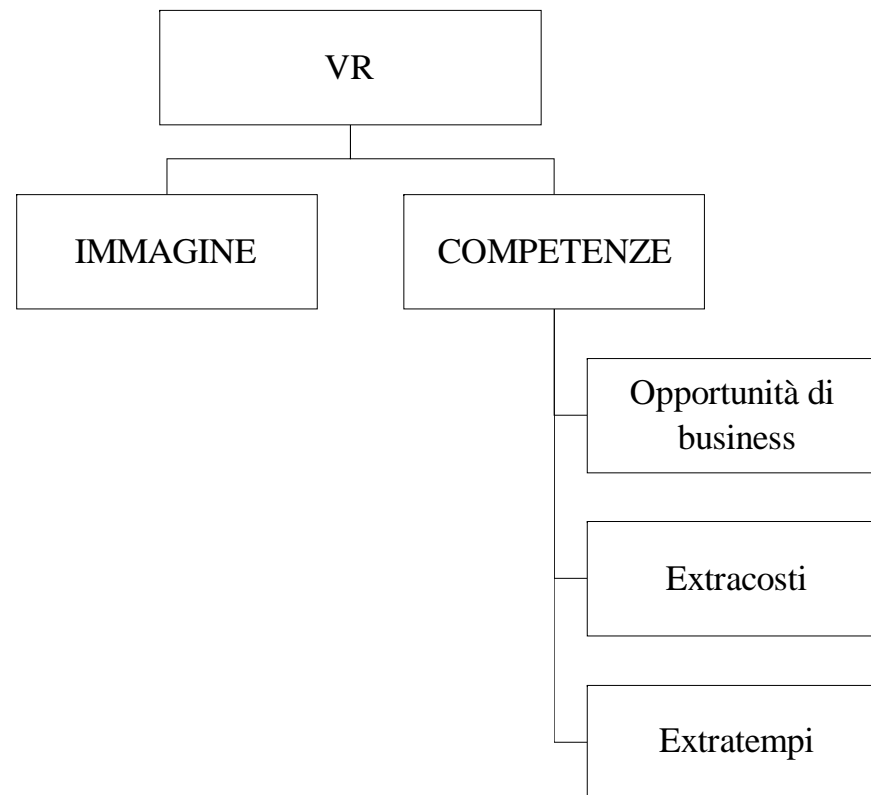 VR
IMMAGINE
COMPETENZE
Opportunità di
business
Extracosti
Extratempi